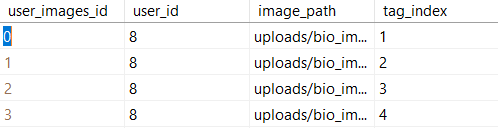 user_images_id user_id image_path tag_index
0 8 uploads/bio_im... 1
1 8 uploads/bio_im... 2
2 8 uploads/bio_im... 3
3 8 uploads/bio_im... 4